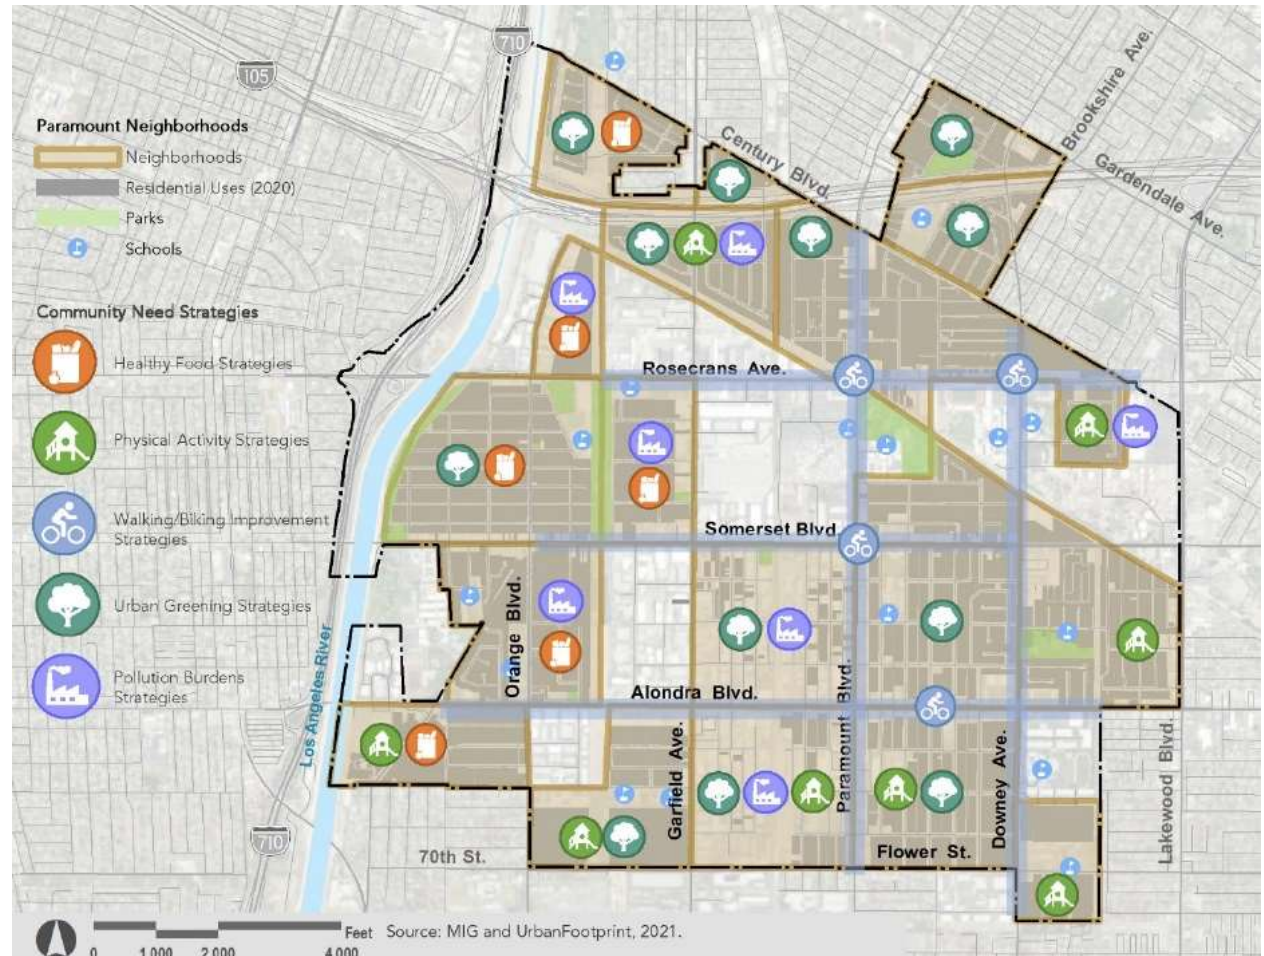 710
105
Paramount Neighborhoods
Neighborhoods
Residential Uses (2020)
Parks
Schools
Community Need Strategies
Healthy Food Strategies
Physical Activity Strategies
Walking/Biking Improvement
Strategies
Urban Greening Strategies
Pollution Burdens
Strategies
Century Blvd.
Brookshire Ave.
Gardendale Ave.
Rosecrans Ave.
Somerset Blvd.
Orange Blvd.
Alondra Blvd.
Los Angeles River
Garfield Ave.
Paramount Blvd.
Downey Ave.
Lakewood Blvd.
70th St.
Flower St.
710
0 1,000 2,000 4,000
Feet
Source: MIG and UrbanFootprint, 2021.